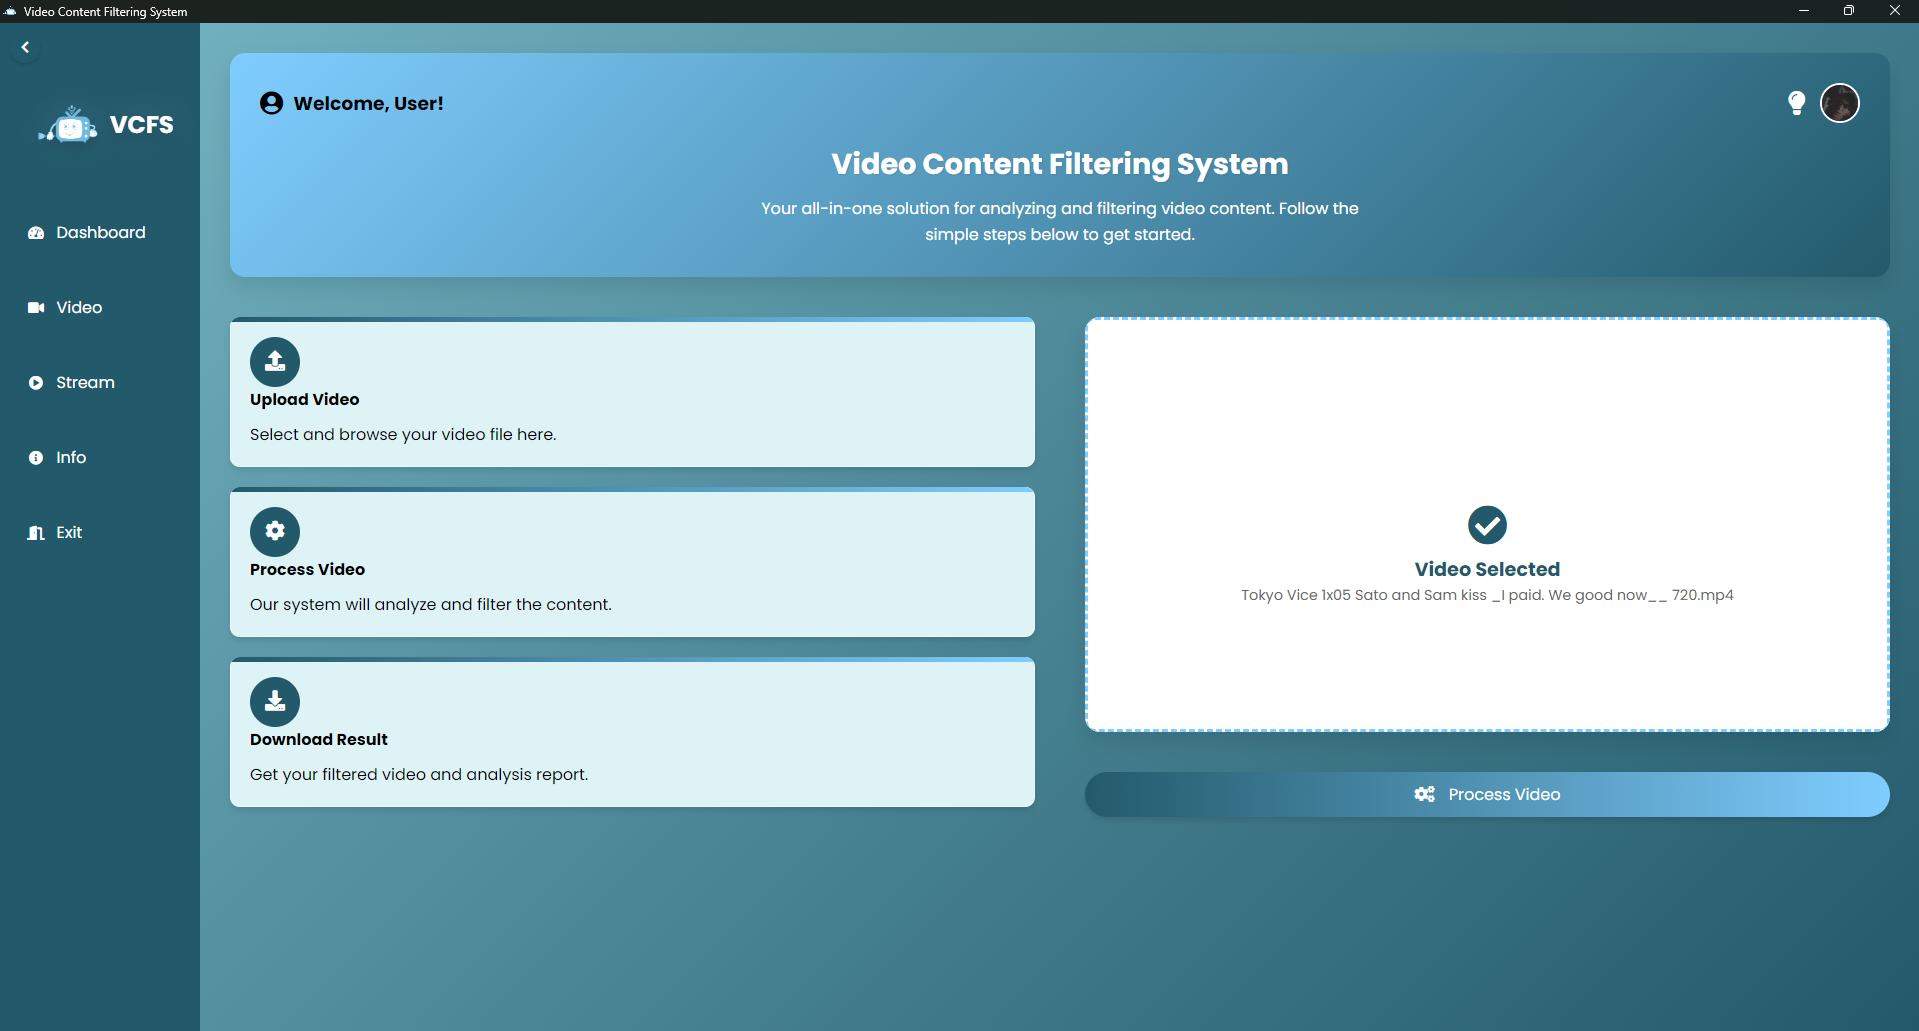 Video Content Filtering System
VCFS
Dashboard
Video
Stream
Info
Exit
Welcome, User!
Video Content Filtering System
Your all-in-one solution for analyzing and filtering video content. Follow the
simple steps below to get started.
Upload Video
Select and browse your video file here.
Process Video
Our system will analyze and filter the content.
Download Result
Get your filtered video and analysis report.
Video Selected
Tokyo Vice 1x05 Sato and Sam kiss _I paid. We good now__ 720.mp4
Process Video